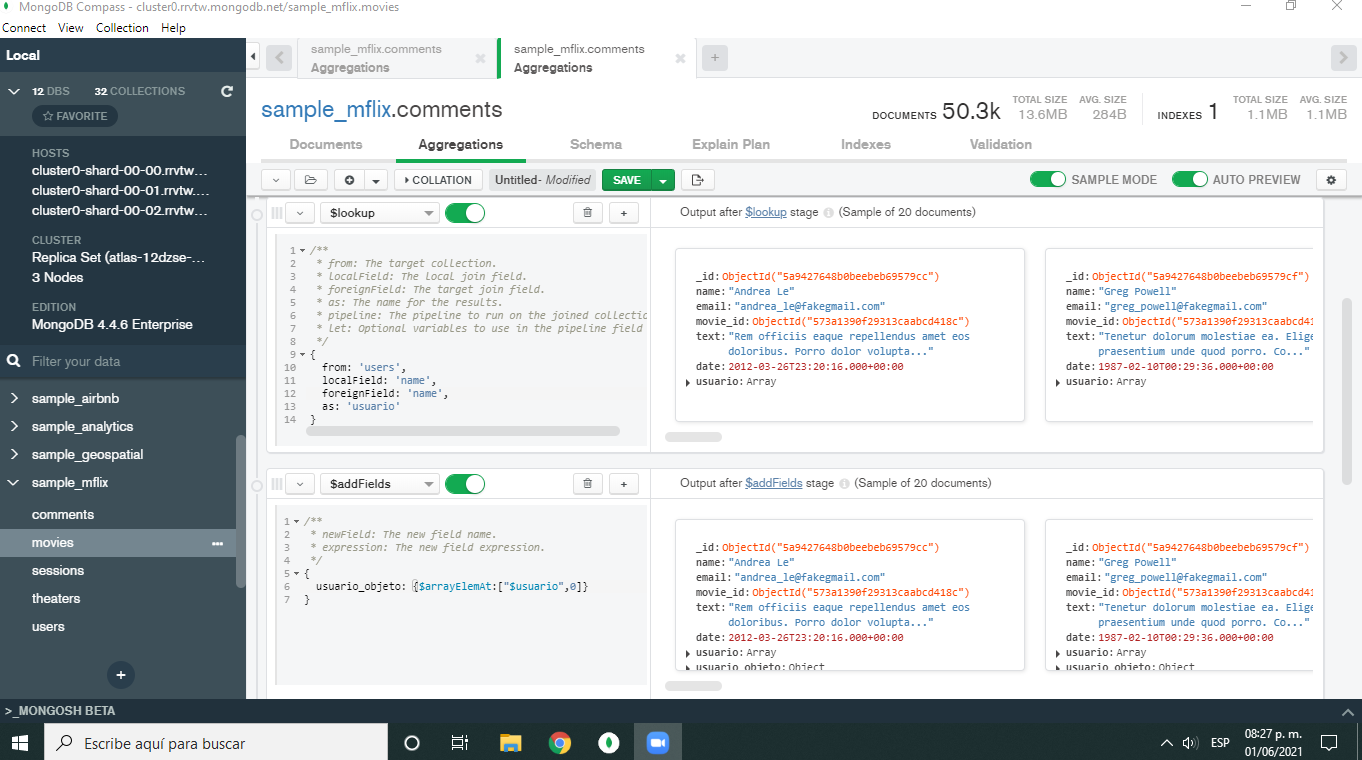 MongoDB Compass - cluster0.rrvtw.mongodb.net/sample_mflix.movies
Connect View Collection Help
Local
12 DBS 32 COLLECTIONS
☆ FAVORITE
HOSTS
cluster0-shard-00-00.rrvtw...
cluster0-shard-00-01.rrvtw....
cluster0-shard-00-02.rrvtw...
CLUSTER
Replica Set (atlas-12dzse-...
3 Nodes
EDITION
MongoDB 4.4.6 Enterprise
Filter your data
sample_airbnb
sample_analytics
sample_geospatial
sample_mflix
comments
movies
sessions
theaters
users
sample_mflix.comments
Aggregations
sample_mflix.comments
Aggregations
sample_mflix.comments
DOCUMENTS 50.3k
TOTAL SIZE
13.6MB
AVG. SIZE
284B
INDEXES 1
TOTAL SIZE
1.1MB
AVG. SIZE
1.1MB
Documents Aggregations Schema Explain Plan Indexes Validation
COLLATION Untitled- Modified SAVE SAMPLE MODE AUTO PREVIEW
$lookup
1 /**
2 * from: The target collection.
3 * localField: The local join field.
4 * foreignField: The target join field.
5 * as: The name for the results.
6 * pipeline: The pipeline to run on the joined collectic
7 * let: Optional variables to use in the pipeline field
8 */
9 {
10 from: 'users',
11 localField: 'name',
12 foreignField: 'name',
13 as: 'usuario'
14 }
Output after $lookup stage (Sample of 20 documents)
_id: ObjectId("5a9427648b0beebeb69579cc")
name: "Andrea Le"
email: "andrea_le@fakegmail.com"
movie_id: ObjectId("573a1390f29313caabcd418c")
text: "Rem officiis eaque repellendus amet eos
doloribus. Porro dolor volupta..."
date: 2012-03-26T23:20:16.000+00:00
usuario: Array
_id: ObjectId("5a9427648b0beebeb69579cf")
name: "Greg Powell"
email: "greg_powell@fakegmail.com"
movie_id: ObjectId("573a1390f29313caabcd41
text: "Tenetur dolorum molestiae ea. Elige
praesentium unde quod porro. Co..."
date: 1987-02-10T00:29:36.000+00:00
usuario: Array
$addFields
1 /**
2 * newField: The new field name.
3 * expression: The new field expression.
4 */
5 {
6 usuario_objeto: {$arrayElemAt:["$usuario",0]}
7 }
Output after $addFields stage (Sample of 20 documents)
_id: ObjectId("5a9427648b0beebeb69579cc")
name: "Andrea Le"
email: "andrea_le@fakegmail.com"
movie_id: ObjectId("573a1390f29313caabcd418c")
text: "Rem officiis eaque repellendus amet eos
doloribus. Porro dolor volupta..."
date: 2012-03-26T23:20:16.000+00:00
usuario: Array
usuario_objeto: Object
_id: ObjectId("5a9427648b0beebeb69579cf")
name: "Greg Powell"
email: "greg_powell@fakegmail.com"
movie_id: ObjectId("573a1390f29313caabcd41
text: "Tenetur dolorum molestiae ea. Elige
praesentium unde quod porro. Co..."
date: 1987-02-10T00:29:36.000+00:00
usuario: Array
usuario_objeto: Object
>_MONGOSH BETA
Escribe aquí para buscar
ESP
08:27 p. m.
01/06/2021